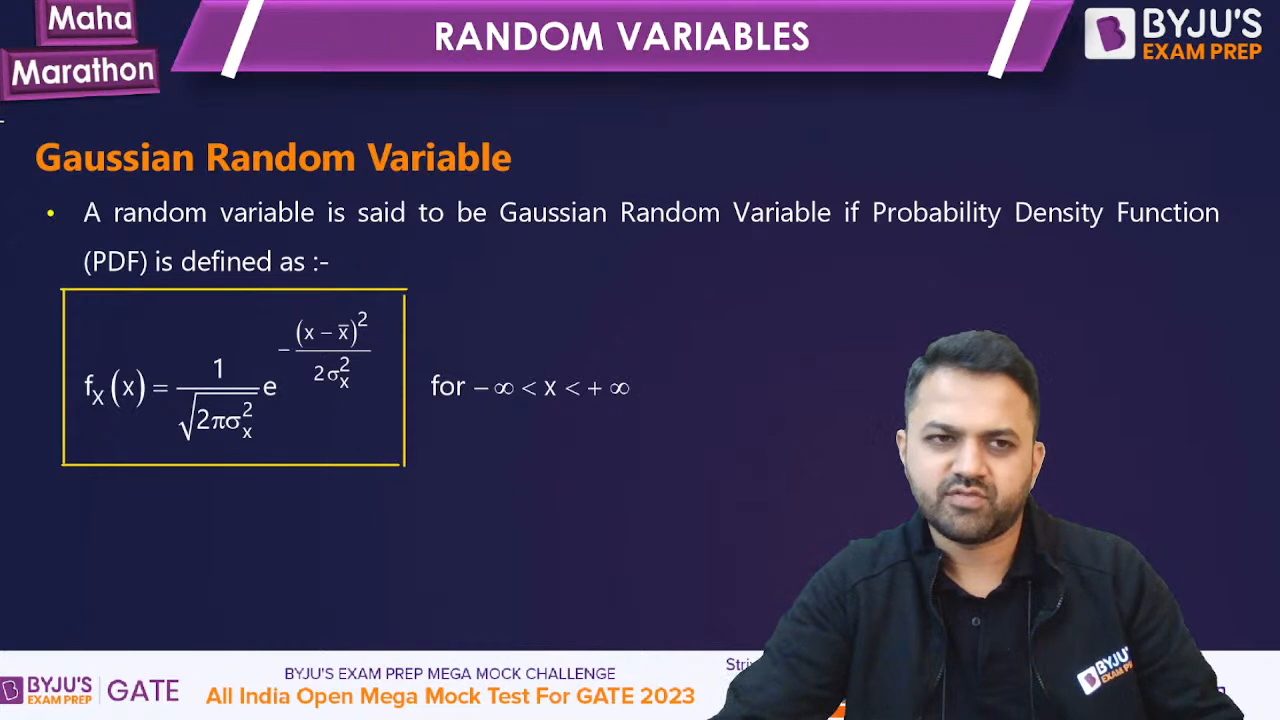 Maha
Marathon
RANDOM VARIABLES
BYJU'S
EXAM PREP
Gaussian Random Variable
• A random variable is said to be Gaussian Random Variable if Probability Density Function
(PDF) is defined as :-
f_X(x) = 1/√(2πσ_x²) e^(−(x − x̄)²/(2σ_x²)) for − ∞ < x < + ∞
BYJU'S
EXAM PREP
BYJU'S
EXAM PREP
GATE
BYJU'S EXAM PREP MEGA MOCK CHALLENGE
All India Open Mega Mock Test For GATE 2023